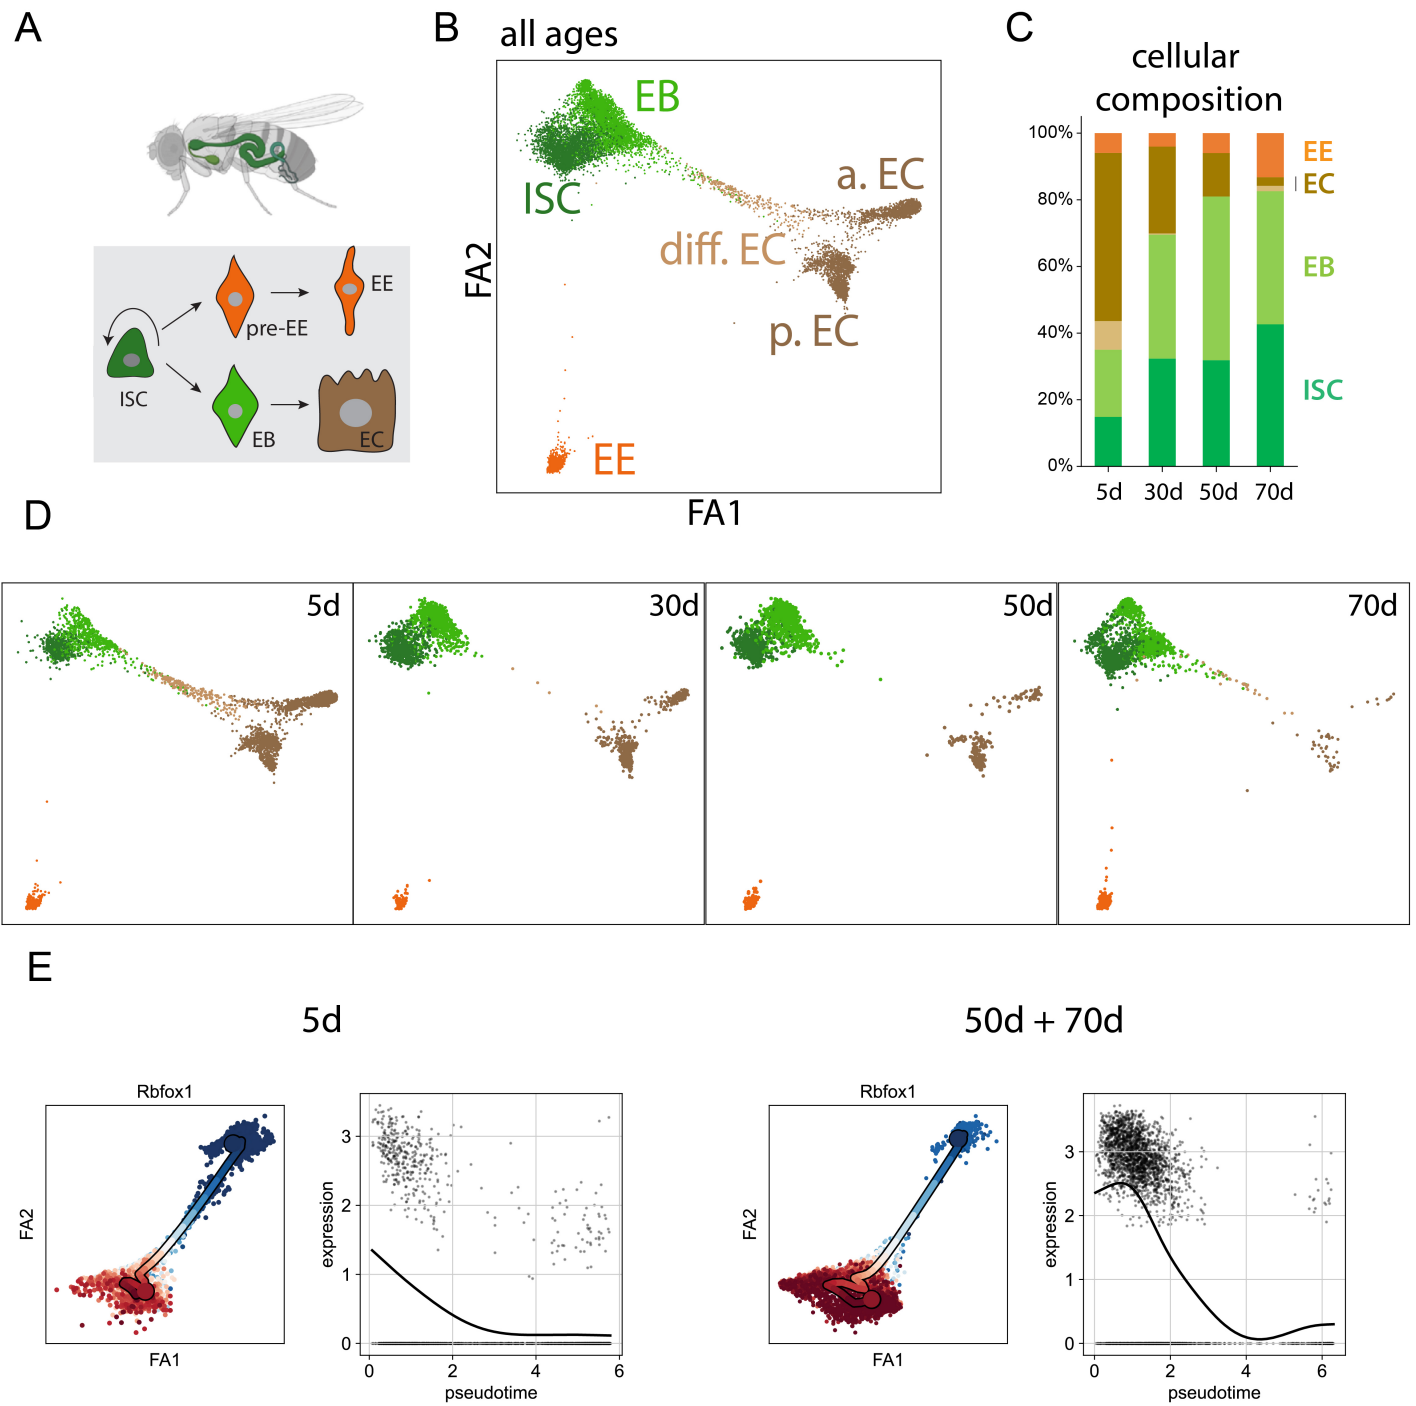 A
ISC
pre-EE
EE
EB
EC
B
all ages
EB
ISC
a. EC
diff. EC
p. EC
EE
FA2
FA1
C
cellular
composition
100%
80%
60%
40%
20%
0%
5d 30d 50d 70d
EE
EC
EB
ISC
D
5d
30d
50d
70d
E
5d
Rbfox1
FA2
FA1
expression
3
2
1
0
0 2 4 6
pseudotime
50d + 70d
Rbfox1
FA2
FA1
expression
3
2
1
0
0 2 4 6
pseudotime